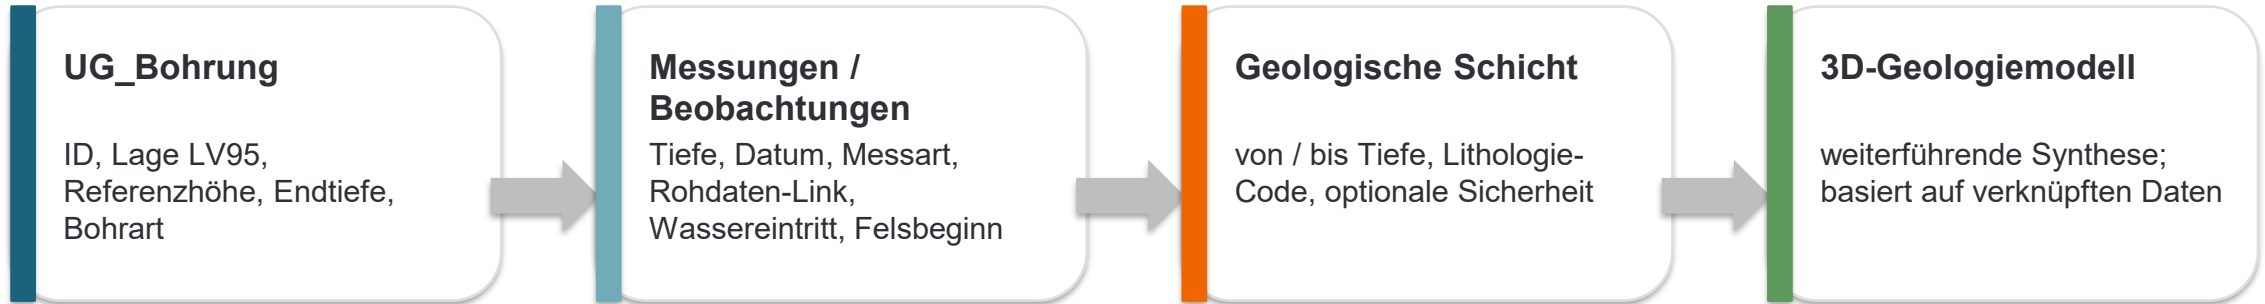 UG_Bohrung
ID, Lage LV95,
Referenzhöhe, Endtiefe,
Bohrart
Messungen /
Beobachtungen
Tiefe, Datum, Messart,
Rohdaten-Link,
Wassereintritt, Felsbeginn
Geologische Schicht
von / bis Tiefe, Lithologie-
Code, optionale Sicherheit
3D-Geologiemodell
weiterführende Synthese;
basiert auf verknüpften Daten